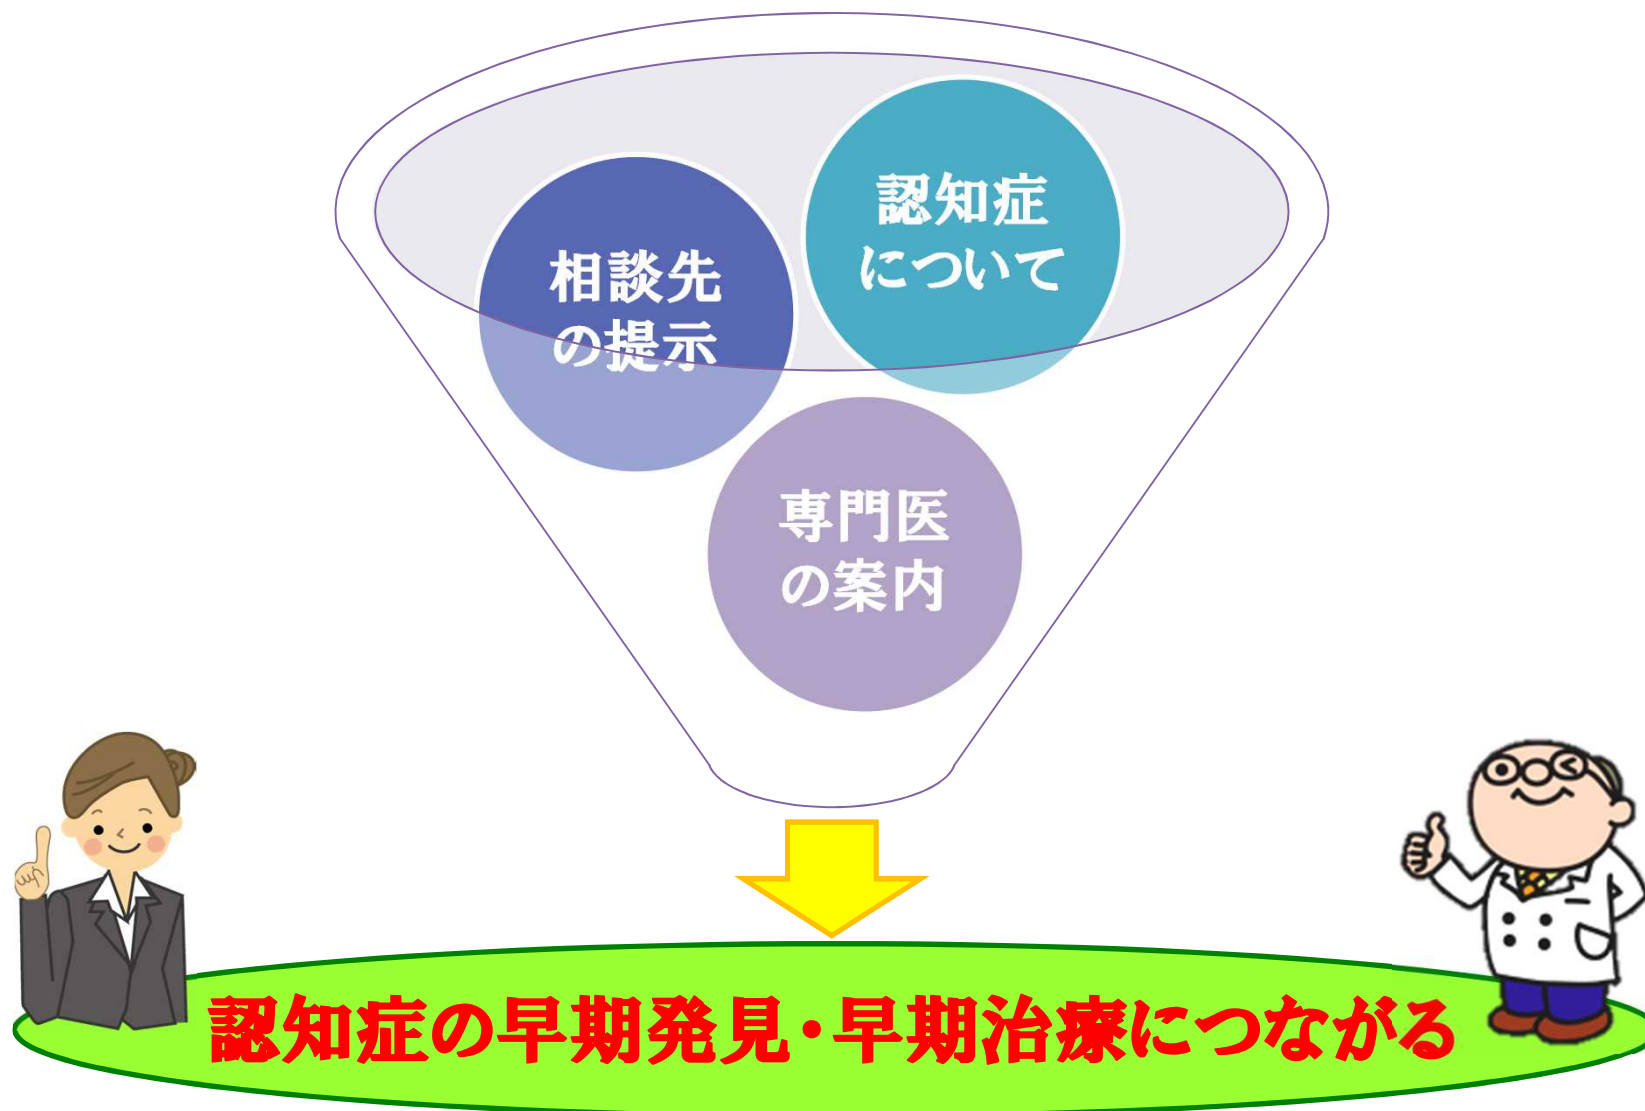 認知症
について
相談先
の提示
専門医
の案内
認知症の早期発見・早期治療につながる